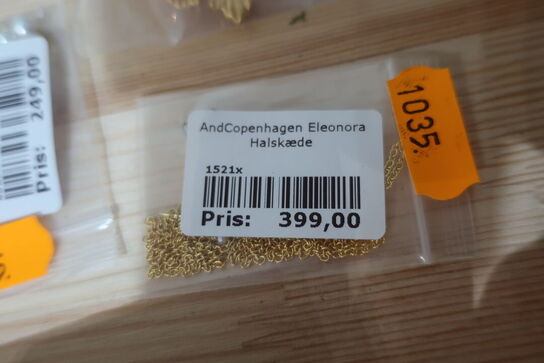 AndCopenhagen Eleonora
Halskæde
1521x
Pris: 399,00
1035.
Pris: 249,00